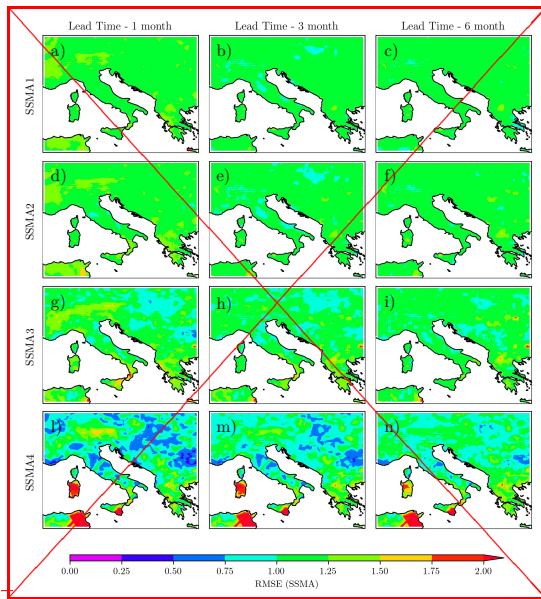 Lead Time - 1 month
Lead Time - 3 month
Lead Time - 6 month
SSMA1
a)
b)
c)
SSMA2
d)
e)
f)
SSMA3
g)
h)
i)
SSMA4
l)
m)
n)
0.00 0.25 0.50 0.75 1.00 1.25 1.50 1.75 2.00
RMSE (SSMA)